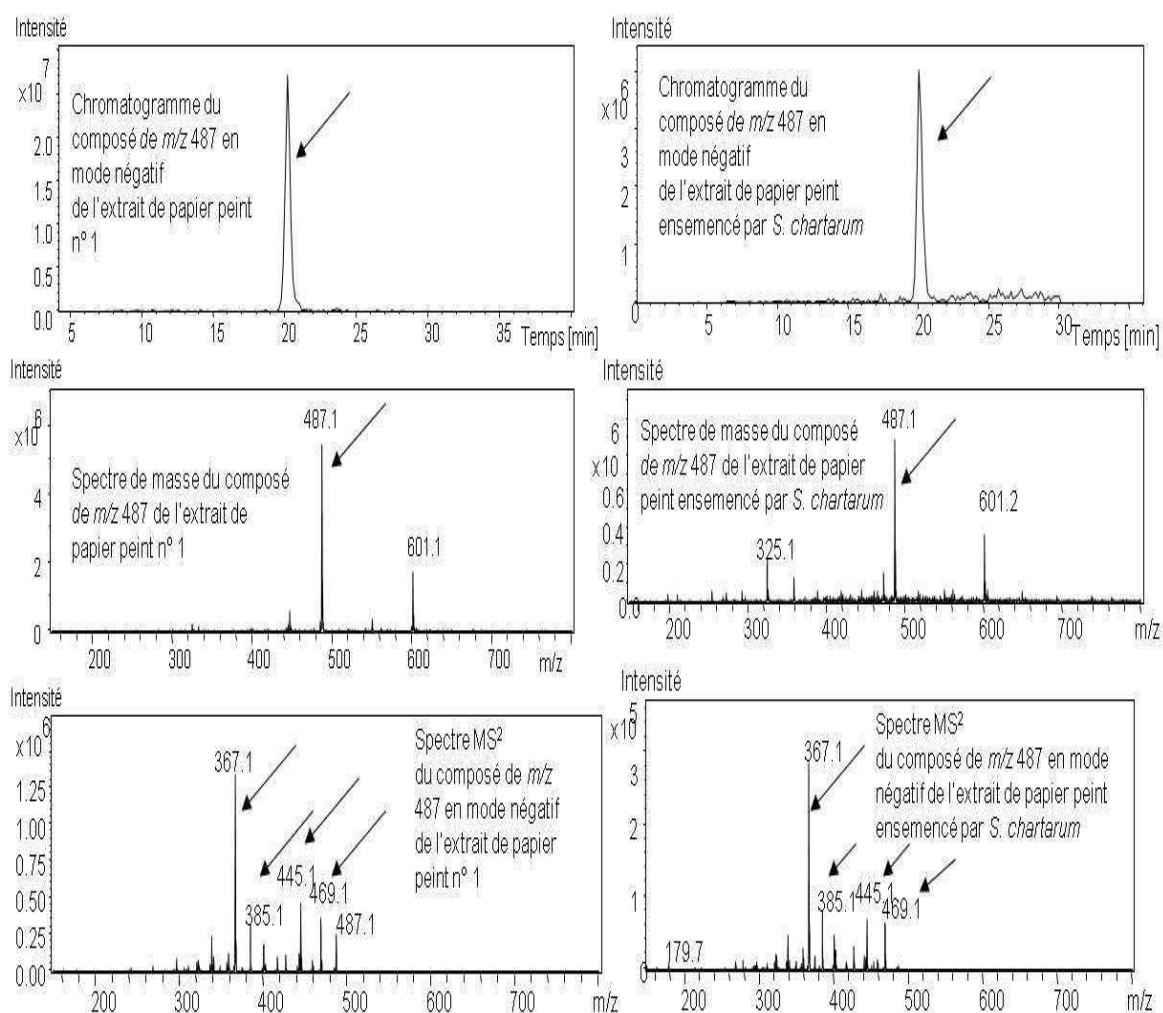 Intensité
7
x10
2.0
1.5
1.0
0.5
0.0
Chromatogramme du
composé de m/z 487 en
mode négatif
de l'extrait de papier peint
n° 1
5 10 15 20 25 30 35 Temps [min]
Intensité
6
x10
3
2
1
Chromatogramme du
composé de m/z 487 en
mode négatif
de l'extrait de papier peint
ensemencé par S. chartarum
0 5 10 15 20 25 30 Temps [min]
Intensité
6
x10
4
2
0
Spectre de masse du composé
de m/z 487 de l'extrait de
papier peint n° 1
487.1
601.1
200 300 400 500 600 700 m/z
Intensité
6
x10
0.6
0.4
0.2
0.0
Spectre de masse du composé
de m/z 487 de l'extrait de papier
peint ensemencé par S. chartarum
487.1
601.2
325.1
200 300 400 500 600 700 m/z
Intensité
6
x10
1.25
1.00
0.75
0.50
0.25
0.00
Spectre MS²
du composé de m/z
487 en mode négatif
de l'extrait de papier
peint n° 1
367.1
445.1
469.1
385.1
487.1
200 300 400 500 600 700 m/z
Intensité
5
x10
3
2
1
0
Spectre MS²
du composé de m/z 487 en mode
négatif de l'extrait de papier peint
ensemencé par S. chartarum
367.1
385.1
445.1
469.1
179.7
200 300 400 500 600 700 m/z